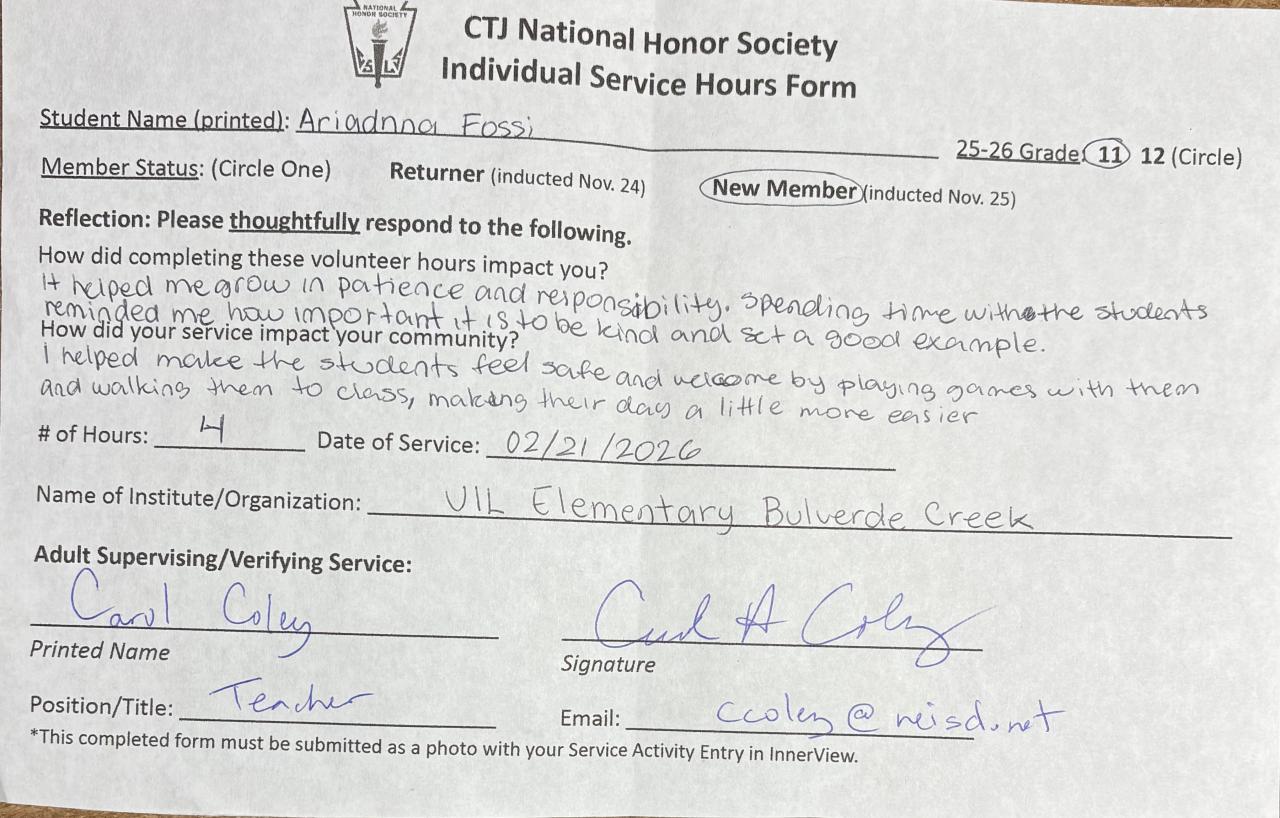 NATIONAL
HONOR SOCIETY
CTJ National Honor Society
Individual Service Hours Form
Student Name (printed): Ariadnna Fossi
25-26 Grade: 11 12 (Circle)
Member Status: (Circle One) Returner (inducted Nov. 24) New Member (inducted Nov. 25)
Reflection: Please thoughtfully respond to the following.
How did completing these volunteer hours impact you?
It helped me grow in patience and responsibility. Spending time with the students
reminded me how important it is to be kind and set a good example.
How did your service impact your community?
I helped make the students feel safe and welcome by playing games with them
and walking them to class, making their day a little more easier
# of Hours: 4 Date of Service: 02/21/2026
Name of Institute/Organization: UIL Elementary Bulverde Creek
Adult Supervising/Verifying Service:
Carol Coley Carol A Coley
Printed Name Signature
Position/Title: Teacher Email: ccoley@neisd.net
*This completed form must be submitted as a photo with your Service Activity Entry in InnerView.